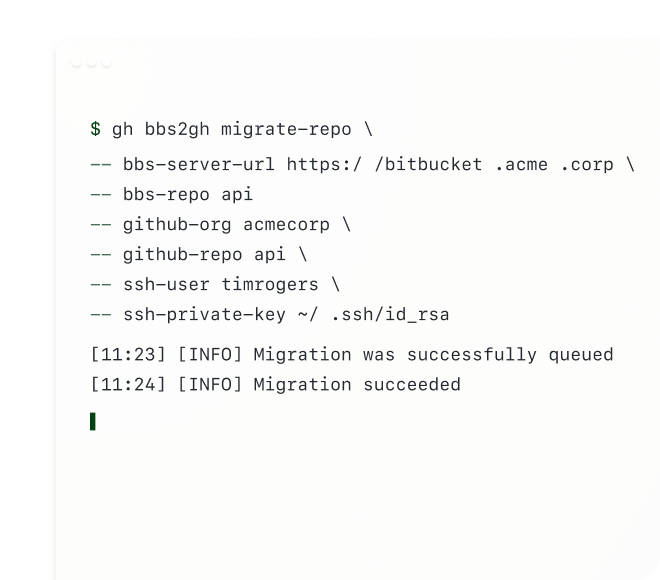 $ gh bbs2gh migrate-repo \
-- bbs-server-url https:/ /bitbucket .acme .corp \
-- bbs-repo api
-- github-org acmecorp \
-- github-repo api \
-- ssh-user timrogers \
-- ssh-private-key ~/ .ssh/id_rsa
[11:23] [INFO] Migration was successfully queued
[11:24] [INFO] Migration succeeded